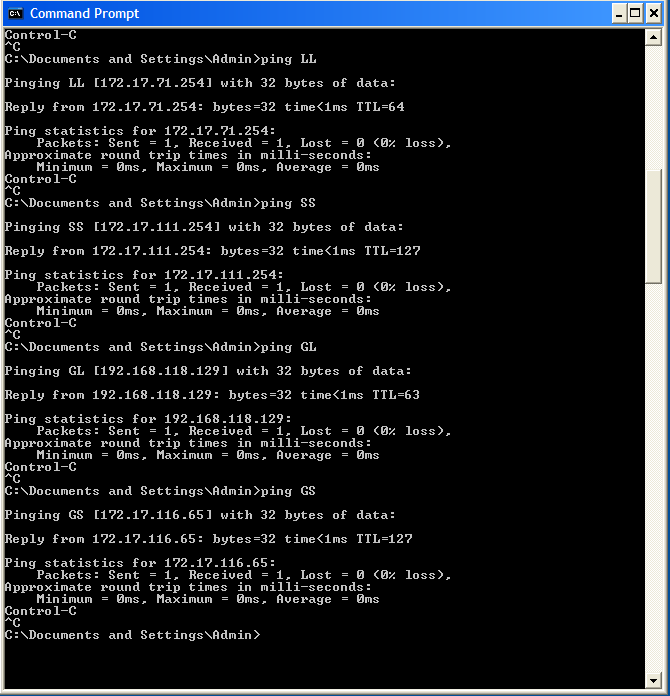 Command Prompt
Control-C
^C
C:\Documents and Settings\Admin>ping LL
Pinging LL [172.17.71.254] with 32 bytes of data:
Reply from 172.17.71.254: bytes=32 time<1ms TTL=64
Ping statistics for 172.17.71.254:
    Packets: Sent = 1, Received = 1, Lost = 0 (0% loss),
Approximate round trip times in milli-seconds:
    Minimum = 0ms, Maximum = 0ms, Average = 0ms
Control-C
^C
C:\Documents and Settings\Admin>ping SS
Pinging SS [172.17.111.254] with 32 bytes of data:
Reply from 172.17.111.254: bytes=32 time<1ms TTL=127
Ping statistics for 172.17.111.254:
    Packets: Sent = 1, Received = 1, Lost = 0 (0% loss),
Approximate round trip times in milli-seconds:
    Minimum = 0ms, Maximum = 0ms, Average = 0ms
Control-C
^C
C:\Documents and Settings\Admin>ping GL
Pinging GL [192.168.118.129] with 32 bytes of data:
Reply from 192.168.118.129: bytes=32 time<1ms TTL=63
Ping statistics for 192.168.118.129:
    Packets: Sent = 1, Received = 1, Lost = 0 (0% loss),
Approximate round trip times in milli-seconds:
    Minimum = 0ms, Maximum = 0ms, Average = 0ms
Control-C
^C
C:\Documents and Settings\Admin>ping GS
Pinging GS [172.17.116.65] with 32 bytes of data:
Reply from 172.17.116.65: bytes=32 time<1ms TTL=127
Ping statistics for 172.17.116.65:
    Packets: Sent = 1, Received = 1, Lost = 0 (0% loss),
Approximate round trip times in milli-seconds:
    Minimum = 0ms, Maximum = 0ms, Average = 0ms
Control-C
^C
C:\Documents and Settings\Admin>